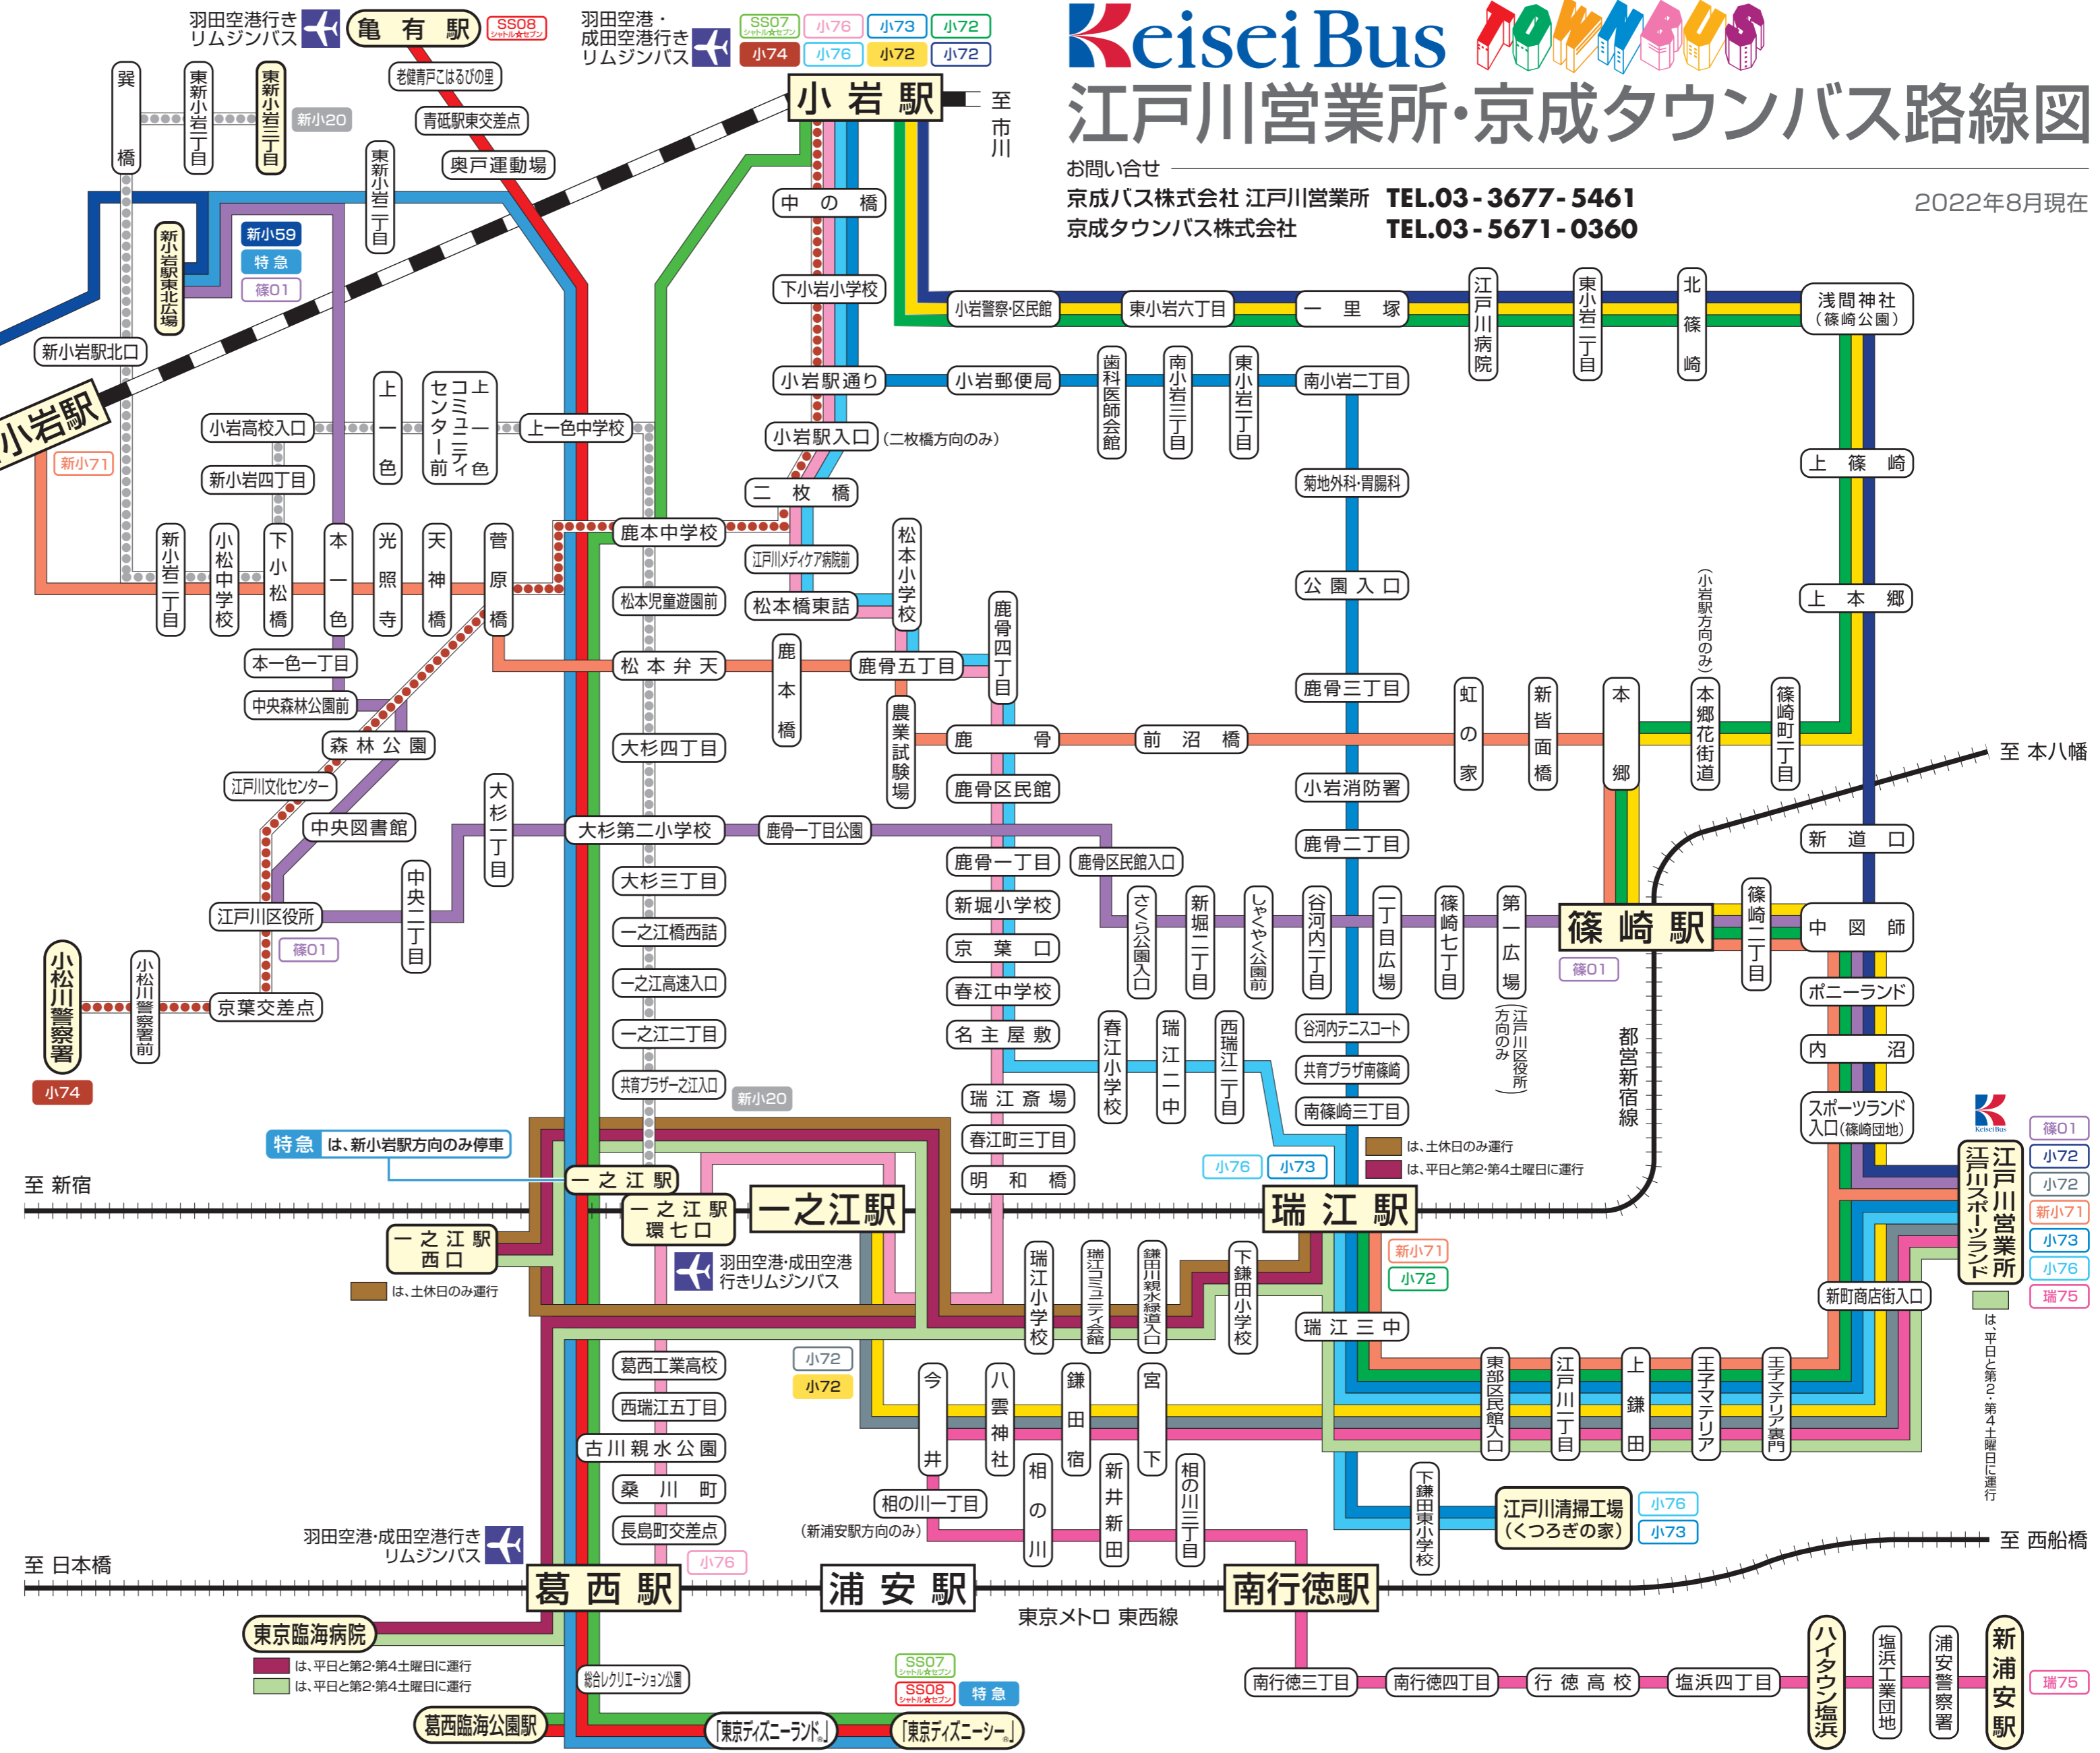 Keisei Bus TOWNBUS
江戸川営業所・京成タウンバス路線図
お問い合せ
京成バス株式会社 江戸川営業所 TEL.03-3677-5461
京成タウンバス株式会社 TEL.03-5671-0360
2022年8月現在
羽田空港行き
リムジンバス
亀有駅
SS08
シャトル☆セブン
羽田空港・
成田空港行き
リムジンバス
SS07
シャトル☆セブン
小76
小73
小72
小74
小76
小72
小72
小岩駅
至市川
巽橋
東新小岩二丁目
東新小岩三丁目
新小20
老健青戸こはるびの里
青砥駅東交差点
奥戸運動場
東新小岩一丁目
新小岩駅東北広場
新小59
特急
篠01
新小岩駅北口
小岩駅
新小71
小岩高校入口
新小岩四丁目
上一色
上一色コミュニティセンター前
上一色中学校
中の橋
下小岩小学校
小岩駅通り
小岩駅入口
(二枚橋方向のみ)
二枚橋
小岩警察・区民館
東小岩六丁目
一里塚
江戸川病院
東小岩二丁目
北篠崎
浅間神社
(篠崎公園)
小岩郵便局
歯科医師会館
南小岩三丁目
東小岩一丁目
南小岩二丁目
上篠崎
菊地外科・胃腸科
公園入口
上本郷
新小岩二丁目
小松中学校
下小松橋
本一色
光照寺
天神橋
菅原橋
鹿本中学校
江戸川メディケア病院前
松本橋東詰
松本小学校
鹿骨四丁目
松本児童遊園前
松本弁天
鹿本橋
鹿骨五丁目
農業試験場
本一色一丁目
中央森林公園前
森林公園
江戸川文化センター
中央図書館
大杉四丁目
鹿骨
前沼橋
鹿骨三丁目
虹の家
新皆面橋
本郷
(小岩駅方向のみ)
本郷花街道
篠崎町一丁目
至 本八幡
鹿骨区民館
小岩消防署
大杉一丁目
大杉第二小学校
鹿骨一丁目公園
鹿骨二丁目
新道口
鹿骨一丁目
鹿骨区民館入口
大杉三丁目
中央二丁目
江戸川区役所
篠01
新堀小学校
さくら公園入口
新堀二丁目
しゃくやく公園前
谷河内二丁目
一丁目広場
篠崎七丁目
第一広場
(江戸川区役所方向のみ)
篠崎駅
篠01
篠崎二丁目
中図師
一之江橋西詰
京葉口
小松川警察署
小74
小松川警察署前
京葉交差点
一之江高速入口
春江中学校
ポニーランド
一之江二丁目
名主屋敷
春江小学校
瑞江二中
西瑞江二丁目
谷河内テニスコート
都営新宿線
内沼
共育プラザ一之江入口
新小20
瑞江斎場
共育プラザ南篠崎
南篠崎三丁目
スポーツランド
入口(篠崎団地)
春江町三丁目
明和橋
特急 は、新小岩駅方向のみ停車
小76
小73
は、土休日のみ運行
は、平日と第2・第4土曜日に運行
Keisei Bus
江戸川営業所
江戸川スポーツランド
篠01
小72
小72
新小71
小73
小76
瑞75
は、平日と第2・第4土曜日に運行
至 新宿
一之江駅
一之江駅
環七口
一之江駅
瑞江駅
一之江駅
西口
は、土休日のみ運行
羽田空港・成田空港
行きリムジンバス
瑞江小学校
瑞江コミュニティ会館
鎌田川親水緑道入口
下鎌田小学校
新小71
小72
瑞江三中
新町商店街入口
葛西工業高校
小72
小72
西瑞江五丁目
今井
八雲神社
鎌田宿
宮下
東部区民館入口
江戸川一丁目
上鎌田
王子マテリア
王子マテリア裏門
古川親水公園
桑川町
相の川一丁目
(新浦安駅方向のみ)
相の川
新井新田
相の川三丁目
下鎌田東小学校
江戸川清掃工場
(くつろぎの家)
小76
小73
長島町交差点
小76
羽田空港・成田空港行き
リムジンバス
至 日本橋
葛西駅
浦安駅
南行徳駅
至 西船橋
東京メトロ 東西線
東京臨海病院
は、平日と第2・第4土曜日に運行
は、平日と第2・第4土曜日に運行
総合レクリエーション公園
SS07
シャトル☆セブン
SS08
シャトル☆セブン
特急
葛西臨海公園駅
「東京ディズニーランド®」
「東京ディズニーシー®」
南行徳三丁目
南行徳四丁目
行徳高校
塩浜四丁目
ハイタウン塩浜
塩浜工業団地
浦安警察署
新浦安駅
瑞75